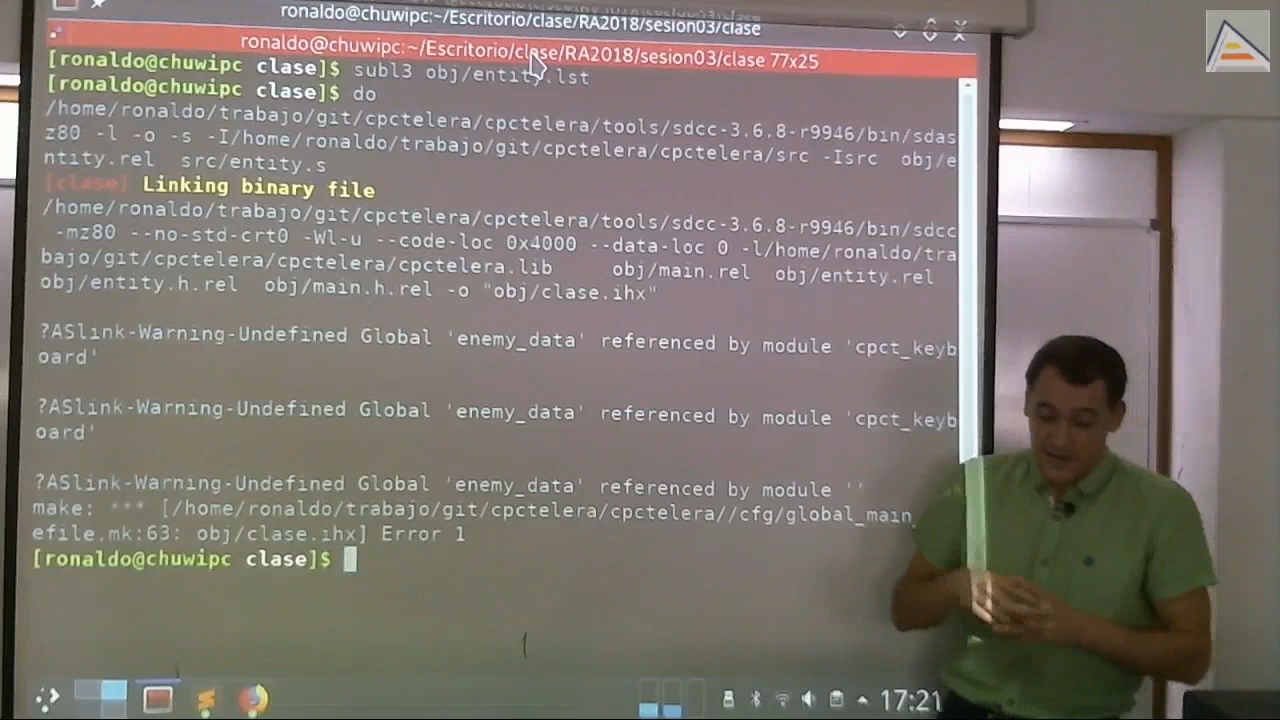 ronaldo@chuwipc:~/Escritorio/clase/RA2018/sesion03/clase
ronaldo@chuwipc:~/Escritorio/clase/RA2018/sesion03/clase 77x25
[ronaldo@chuwipc clase]$ subl3 obj/entity.lst
[ronaldo@chuwipc clase]$ do
/home/ronaldo/trabajo/git/cpctelera/cpctelera/tools/sdcc-3.6.8-r9946/bin/sdas
z80 -l -o -s -I/home/ronaldo/trabajo/git/cpctelera/cpctelera/src -Isrc  obj/e
ntity.rel  src/entity.s
[clase] Linking binary file
/home/ronaldo/trabajo/git/cpctelera/cpctelera/tools/sdcc-3.6.8-r9946/bin/sdcc
 -mz80 --no-std-crt0 -Wl-u --code-loc 0x4000 --data-loc 0 -l/home/ronaldo/tra
bajo/git/cpctelera/cpctelera/cpctelera.lib     obj/main.rel  obj/entity.rel
obj/entity.h.rel  obj/main.h.rel -o "obj/clase.ihx"
?ASlink-Warning-Undefined Global 'enemy_data' referenced by module 'cpct_keyb
oard'
?ASlink-Warning-Undefined Global 'enemy_data' referenced by module 'cpct_keyb
oard'
?ASlink-Warning-Undefined Global 'enemy_data' referenced by module ''
make: *** [/home/ronaldo/trabajo/git/cpctelera/cpctelera//cfg/global_main_
efile.mk:63: obj/clase.ihx] Error 1
[ronaldo@chuwipc clase]$
17:21